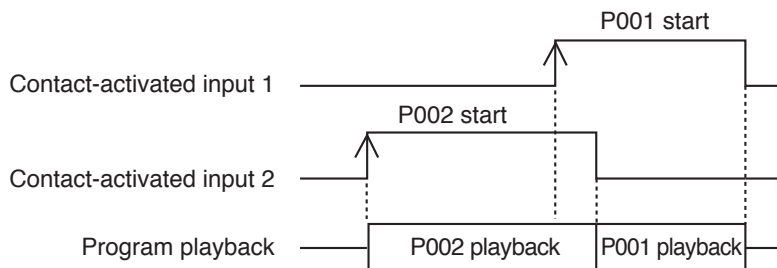 P001 start
Contact-activated input 1
P002 start
Contact-activated input 2
Program playback
P002 playback
P001 playback